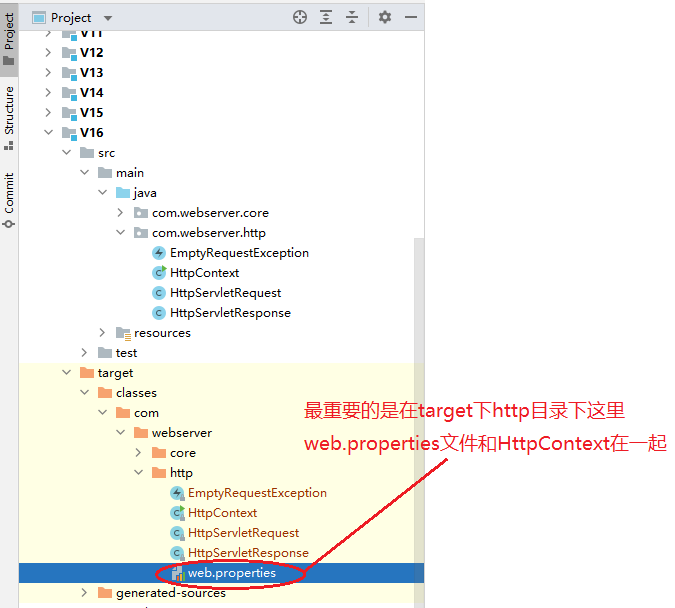 Project
Project
V11
V12
V13
V14
V15
V16
src
main
java
com.webserver.core
com.webserver.http
EmptyRequestException
HttpContext
HttpServletRequest
HttpServletResponse
resources
test
target
classes
com
webserver
core
http
EmptyRequestException
HttpContext
HttpServletRequest
HttpServletResponse
web.properties
generated-sources
Structure
Commit
最重要的是在target下http目录下这里
web.properties文件和HttpContext在一起